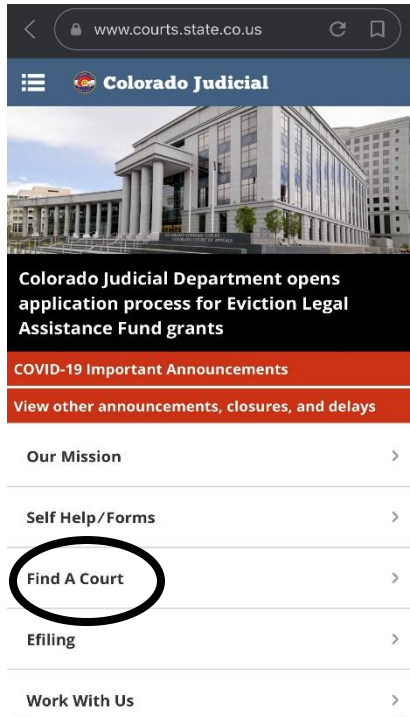 www.courts.state.co.us
Colorado Judicial
Colorado Judicial Department opens
application process for Eviction Legal
Assistance Fund grants
COVID-19 Important Announcements
View other announcements, closures, and delays
Our Mission
Self Help/Forms
Find A Court
Efiling
Work With Us